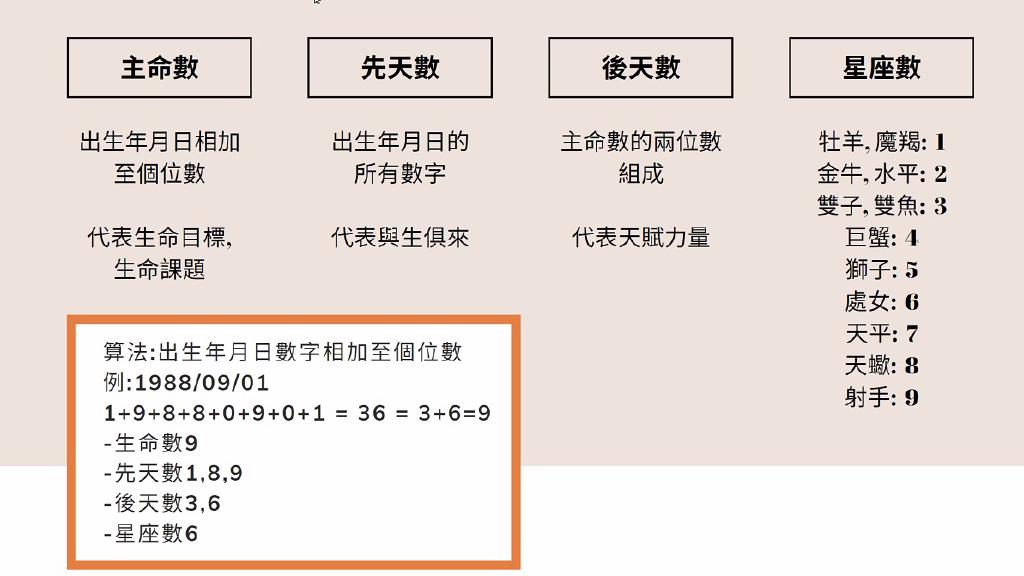 主命數
出生年月日相加
至個位數
代表生命目標,
生命課題
先天數
出生年月日的
所有數字
代表與生俱來
後天數
主命數的兩位數
組成
代表天賦力量
星座數
牡羊, 魔羯: 1
金牛, 水平: 2
雙子, 雙魚: 3
巨蟹: 4
獅子: 5
處女: 6
天平: 7
天蠍: 8
射手: 9
算法:出生年月日數字相加至個位數
例:1988/09/01
1+9+8+8+0+9+0+1 = 36 = 3+6=9
-生命數9
-先天數1,8,9
-後天數3,6
-星座數6